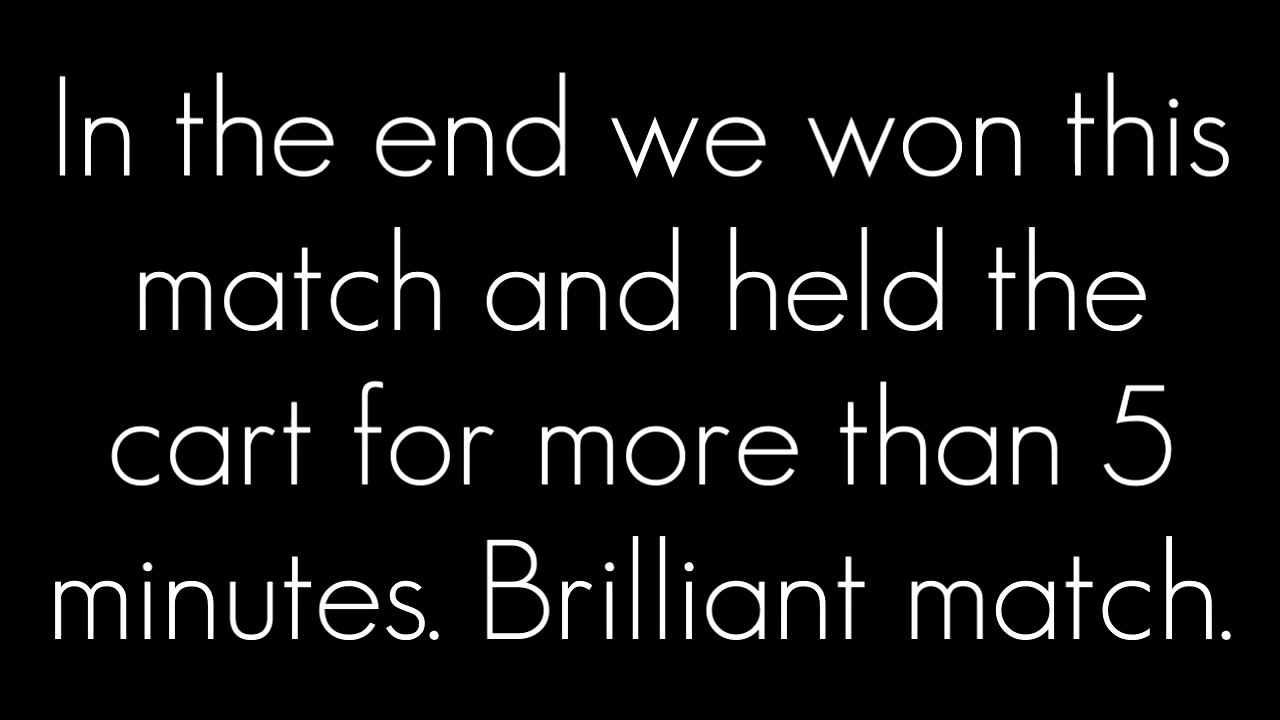 In the end we won this
match and held the
cart for more than 5
minutes. Brilliant match.